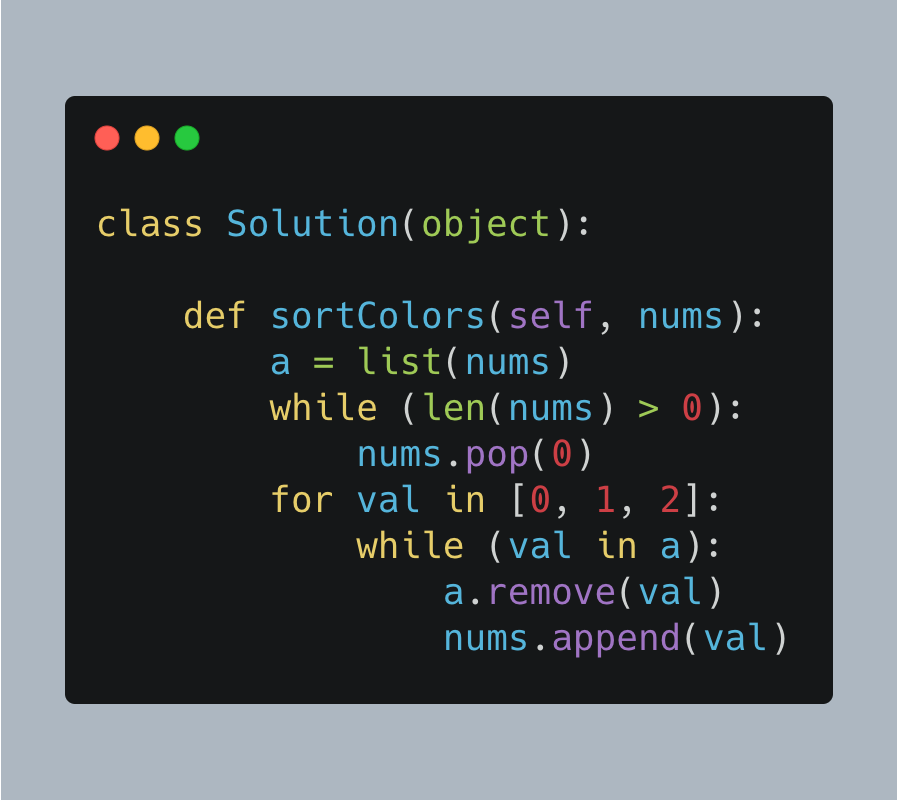 class Solution(object):
    def sortColors(self, nums):
        a = list(nums)
        while (len(nums) > 0):
            nums.pop(0)
        for val in [0, 1, 2]:
            while (val in a):
                a.remove(val)
                nums.append(val)